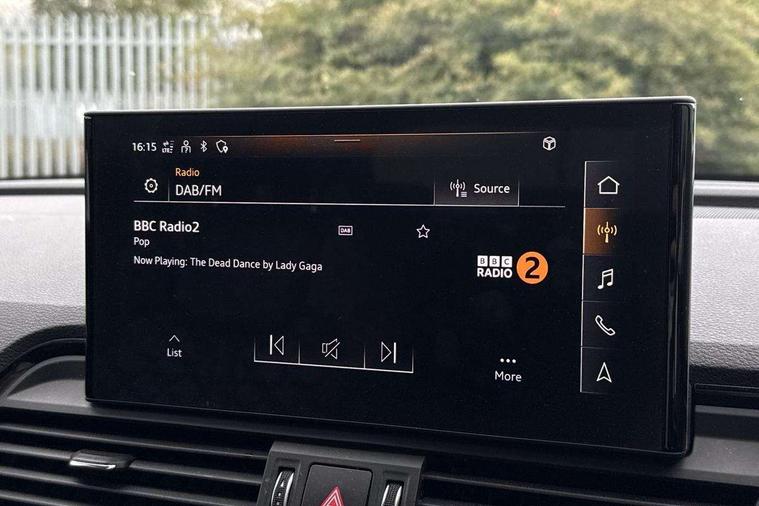 16:15
LTE
Radio
DAB/FM
Source
BBC Radio2
DAB
Pop
Now Playing: The Dead Dance by Lady Gaga
BBC
RADIO 2
List
More